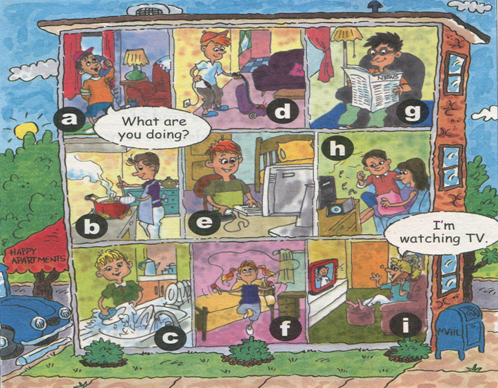 NEWS
a
d
g
What are
you doing?
h
b
e
I'm
watching TV.
HAPPY
APARTMENTS
c
f
i
MAIL